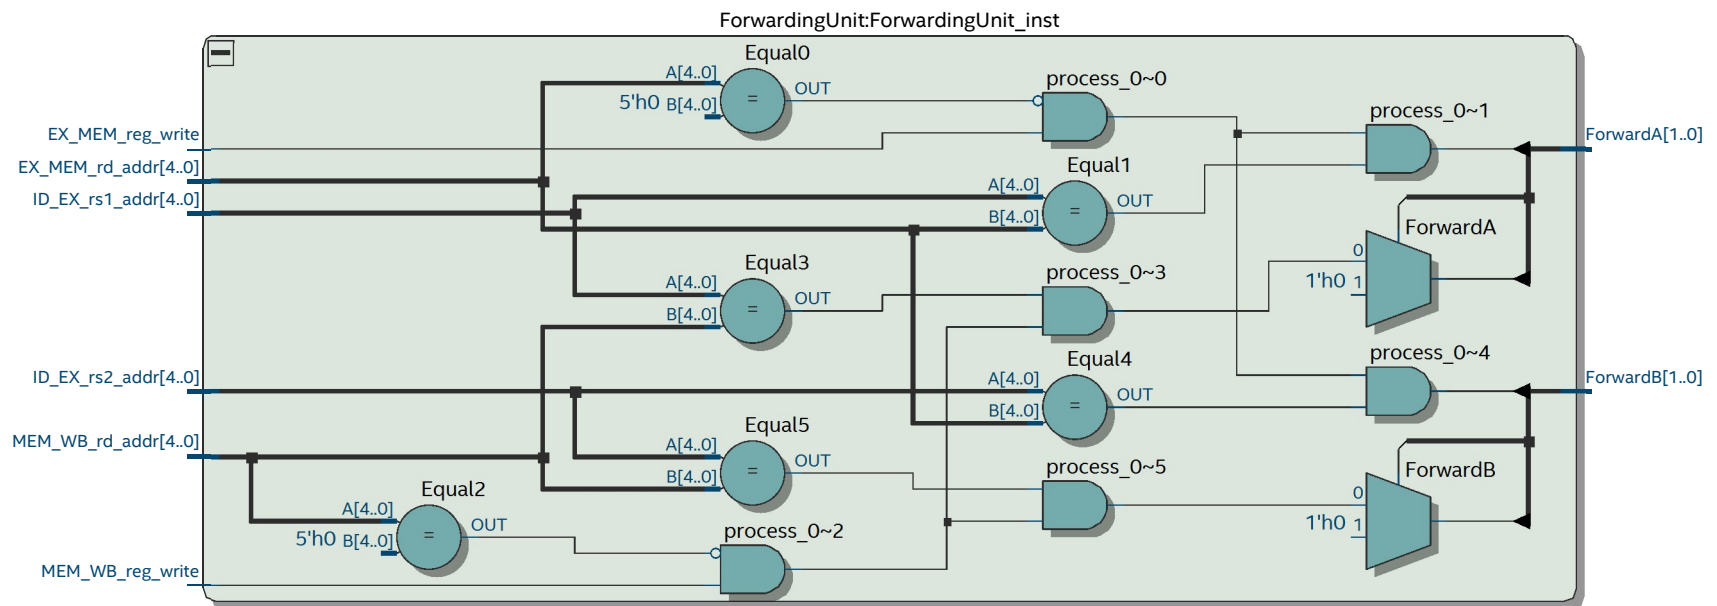 ForwardingUnit:ForwardingUnit_inst
Equal0
A[4..0]
5'h0 B[4..0]
=
OUT
process_0~0
process_0~1
EX_MEM_reg_write
EX_MEM_rd_addr[4..0]
ID_EX_rs1_addr[4..0]
ForwardA[1..0]
Equal1
A[4..0]
B[4..0]
=
OUT
ForwardA
0
1'h0 1
Equal3
A[4..0]
B[4..0]
=
OUT
process_0~3
process_0~4
ID_EX_rs2_addr[4..0]
Equal4
A[4..0]
B[4..0]
=
OUT
ForwardB[1..0]
MEM_WB_rd_addr[4..0]
Equal5
A[4..0]
B[4..0]
=
OUT
process_0~5
ForwardB
0
1'h0 1
Equal2
A[4..0]
5'h0 B[4..0]
=
OUT
process_0~2
MEM_WB_reg_write